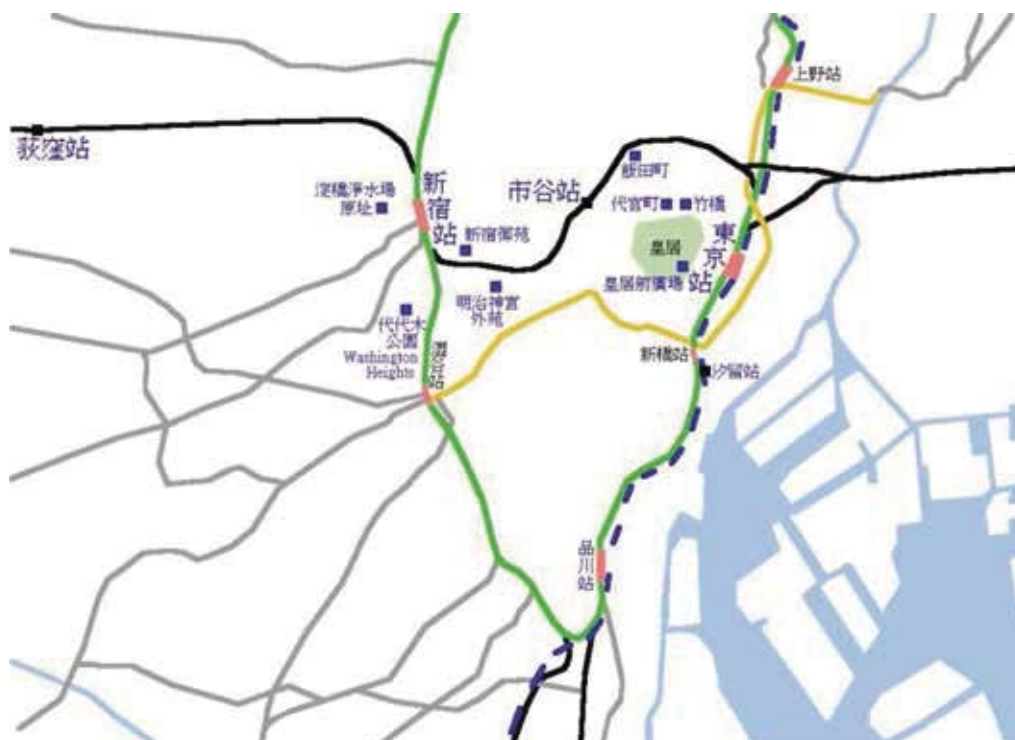 上野站
荻窪站
飯田町
市谷站
淀橋淨水場
原址
新宿站
代官町
竹橋
新宿御苑
皇居
東京站
皇居前廣場
明治神宮
外苑
代代木
公園
Washington
Heights
澀谷站
新橋站
汐留站
品川站